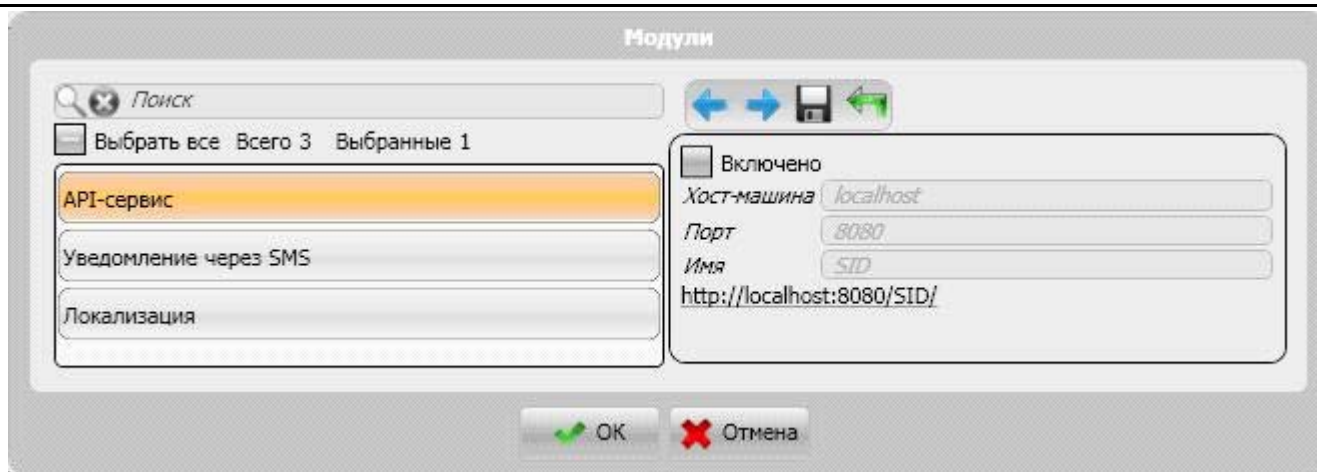 Модули
Поиск
Выбрать все Всего 3 Выбранные 1
API-сервис
Уведомление через SMS
Локализация
Включено
Хост-машина localhost
Порт 8080
Имя SID
http://localhost:8080/SID/
OK Отмена